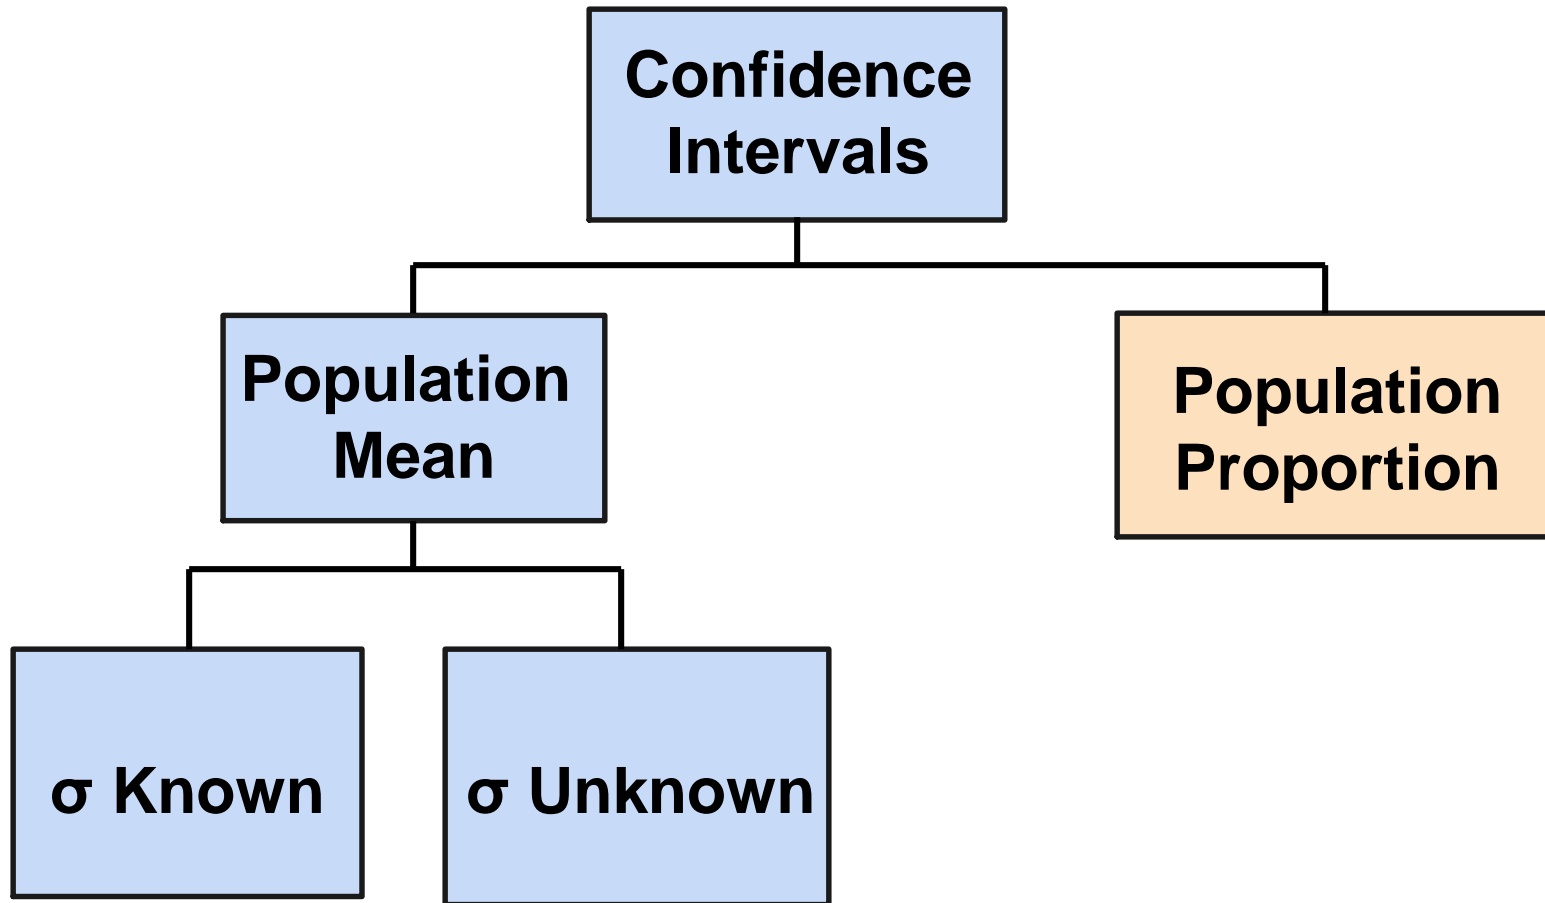 Confidence
Intervals
Population
Mean
Population
Proportion
σ Known
σ Unknown